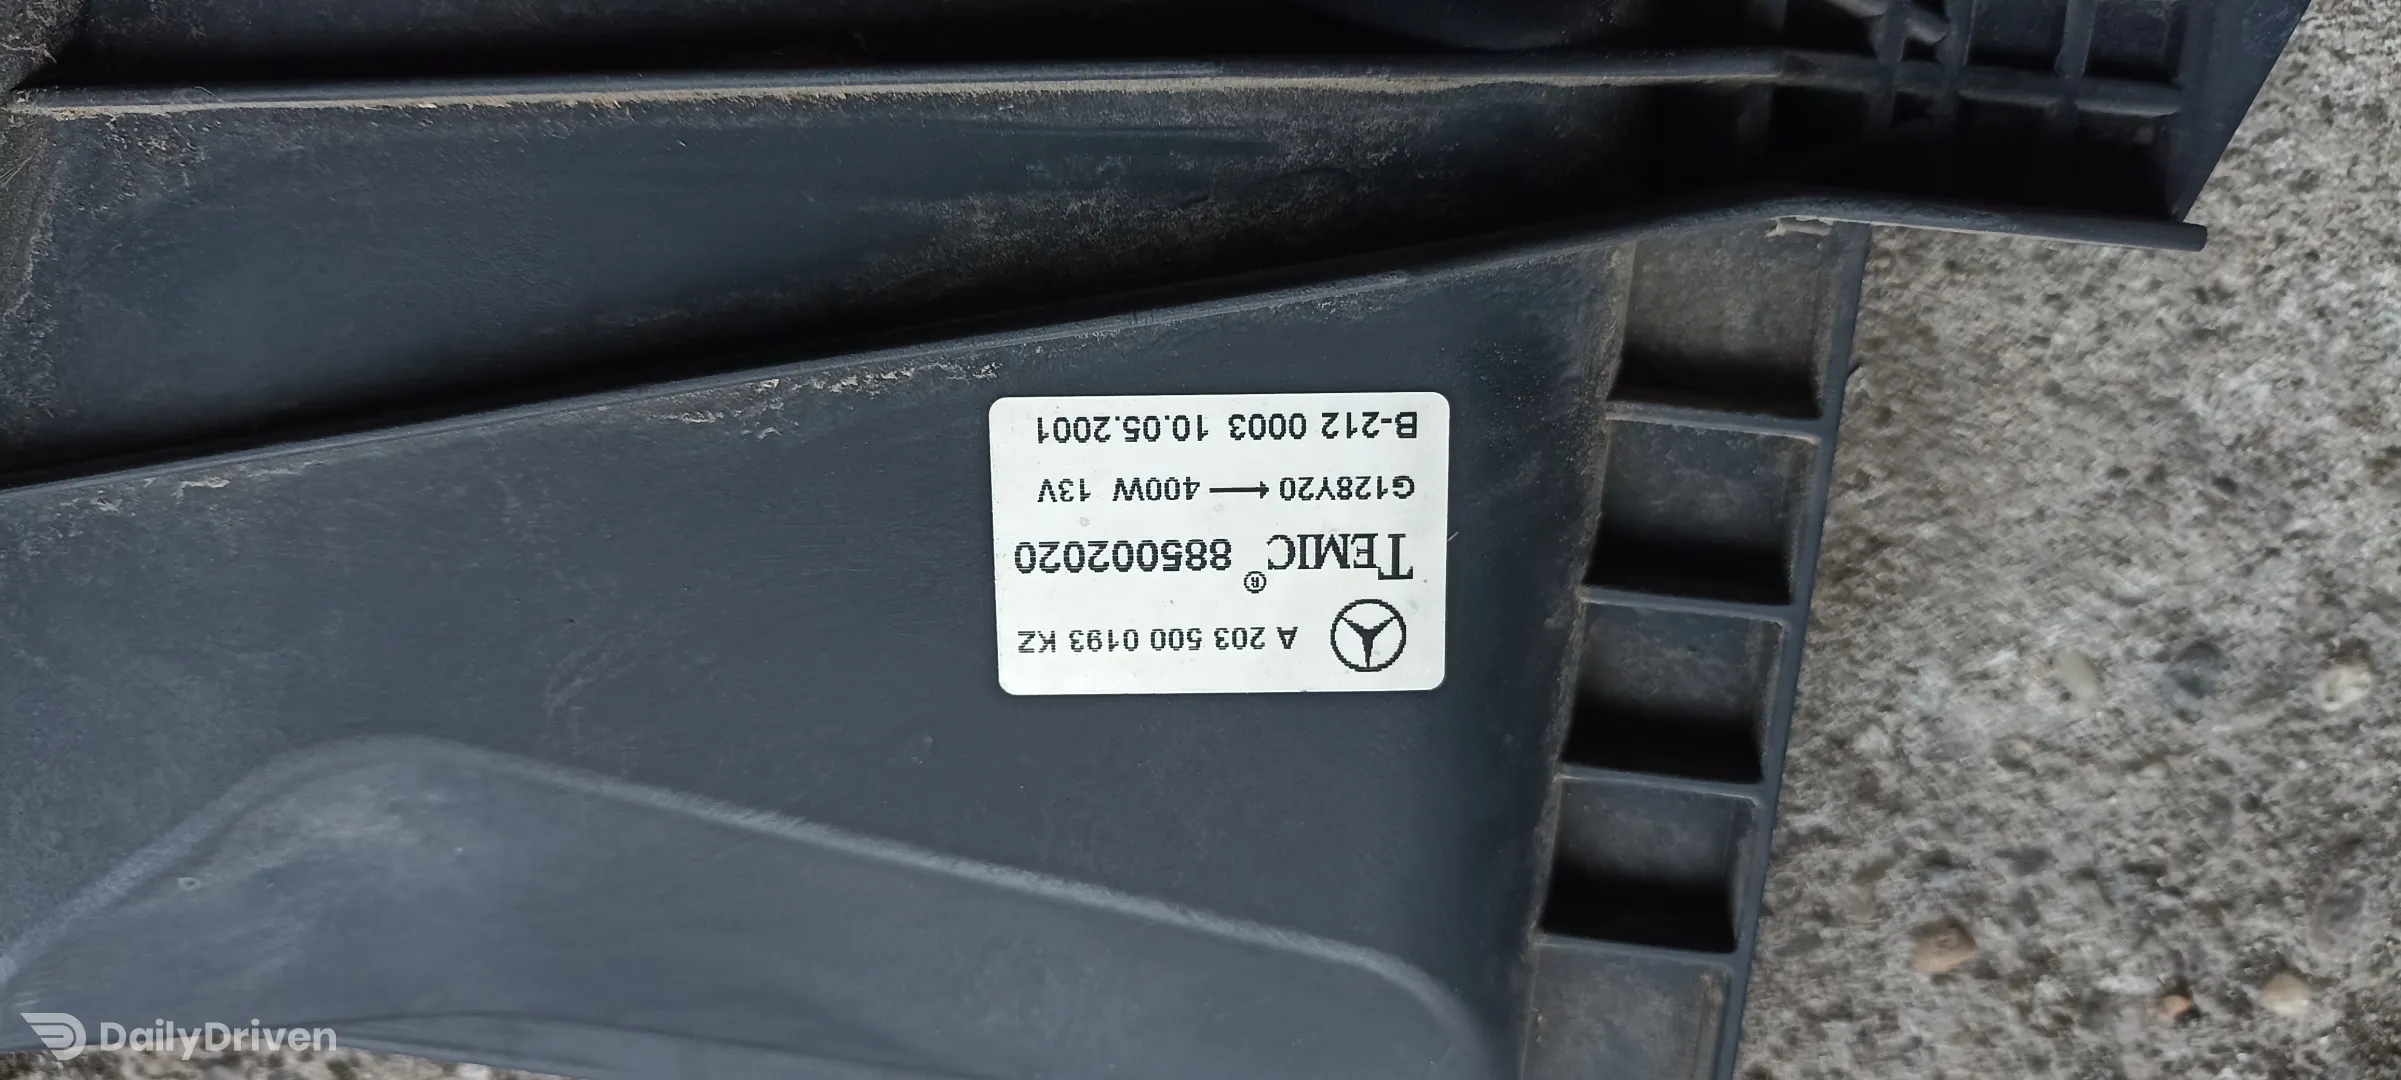 A 203 500 0193 KZ
TEMIC® 885002020
G128Y20 ⟵ 400W 13V
B-212 0003 10.05.2001
DailyDriven